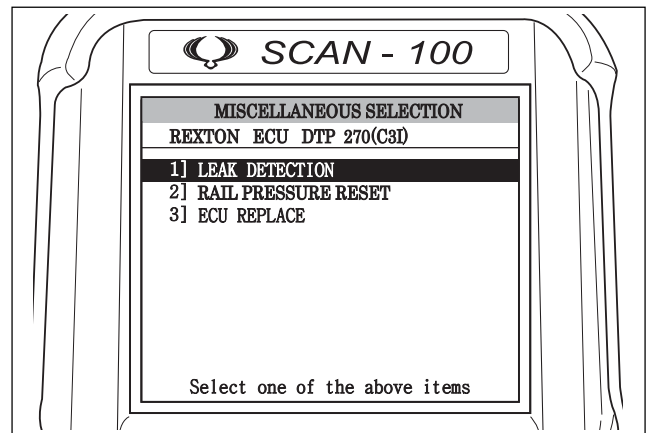 SCAN - 100
MISCELLANEOUS SELECTION
REXTON ECU DTP 270(C3I)
1] LEAK DETECTION
2] RAIL PRESSURE RESET
3] ECU REPLACE
Select one of the above items